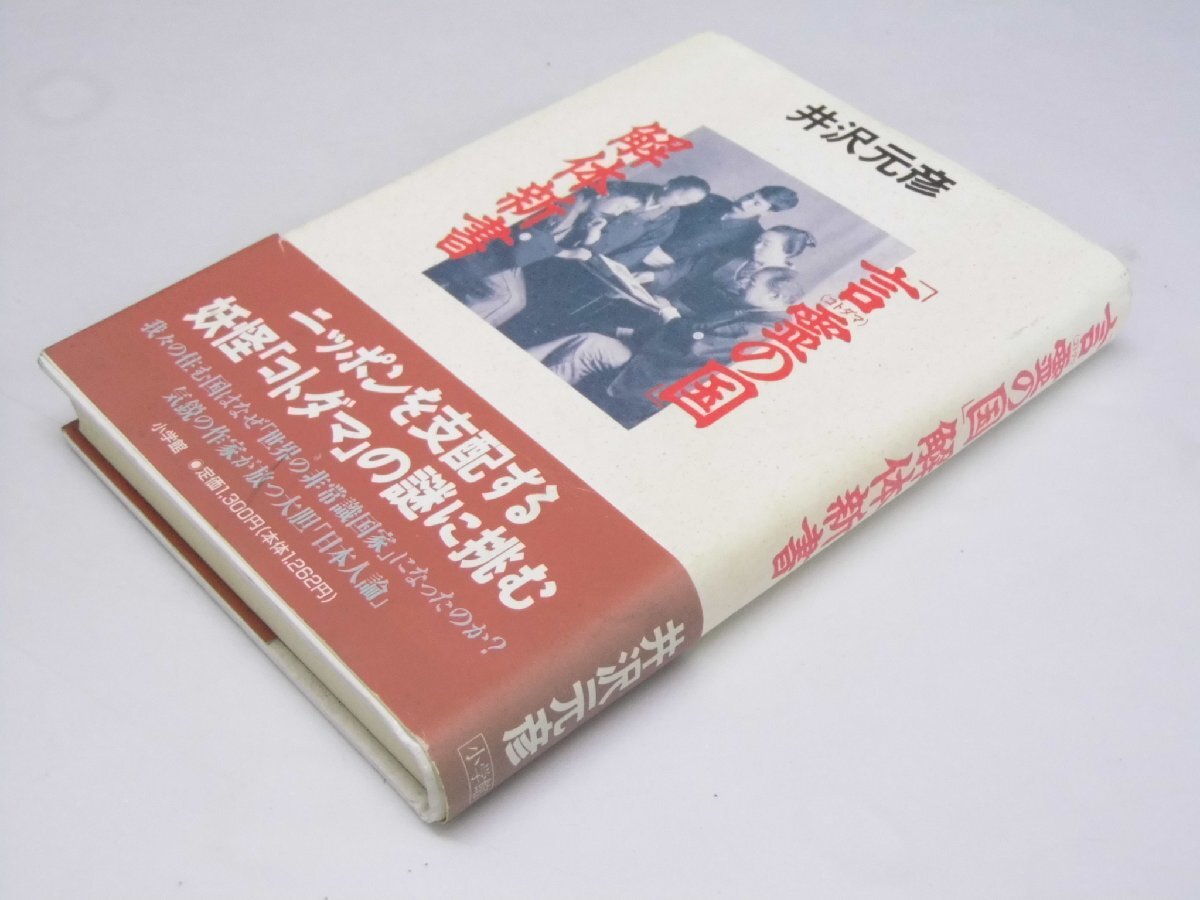 井沢元彦
「言霊の国」
(コトダマ)
解体新書
ニッポンを支配する
妖怪「コトダマ」の謎に挑む
我々の住む国はなぜ「世界の非常識国家」になったのか?
気鋭の作家が放つ大胆「日本人論」
小学館 ●定価1,300円(本体1,262円)
「言霊の国」解体新書
井沢元彦
小学館